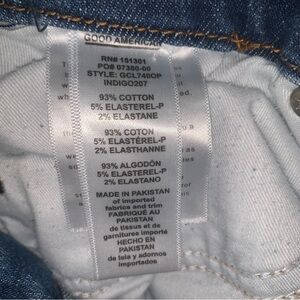 GOOD AMERICAN
RN# 151301
PO# 07380-00
STYLE: GCL740OP
INDIGO207
93% COTTON
5% ELASTEREL-P
2% ELASTANE
93% COTON
5% ELASTÉREL-P
2% ELASTHANNE
93% ALGODÓN
5% ELASTEREL-P
2% ELASTANO
MADE IN PAKISTAN
of imported
fabrics and trim
FABRIQUÉ AU
PAKISTAN
de tissus et de
garnitures importés
HECHO EN
PAKISTAN
de tela y adornos
importados